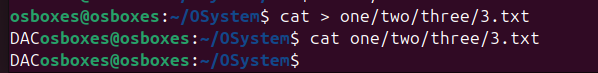 osboxes@osboxes:~/OSystem$ cat > one/two/three/3.txt
DACosboxes@osboxes:~/OSystem$ cat one/two/three/3.txt
DACosboxes@osboxes:~/OSystem$